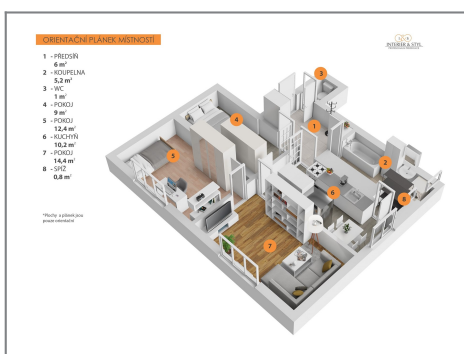 ORIENTAČNÍ PLÁNEK MÍSTNOSTÍ
INTERIÉR & STYL
1 - PŘEDSÍŇ
6 m²
2 - KOUPELNA
5,2 m²
3 - WC
1 m²
4 - POKOJ
9 m²
5 - POKOJ
12,4 m²
6 - KUCHYŇ
10,2 m²
7 - POKOJ
14,4 m²
8 - SPÍŽ
0,8 m²
*Plochy a plánek jsou
pouze orientační
3
1
4
2
5
6
8
7